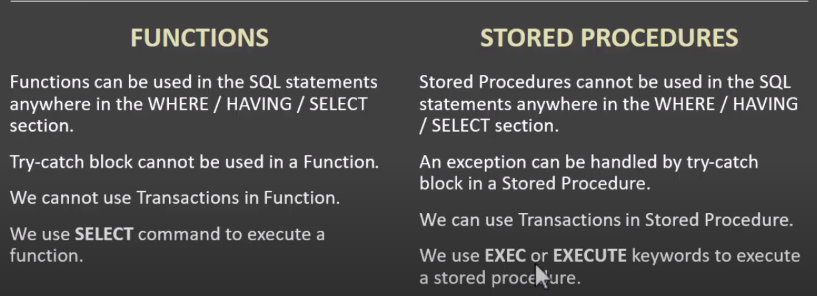 FUNCTIONS
Functions can be used in the SQL statements
anywhere in the WHERE / HAVING / SELECT
section.
Try-catch block cannot be used in a Function.
We cannot use Transactions in Function.
We use SELECT command to execute a
function.
STORED PROCEDURES
Stored Procedures cannot be used in the SQL
statements anywhere in the WHERE / HAVING
/ SELECT section.
An exception can be handled by try-catch
block in a Stored Procedure.
We can use Transactions in Stored Procedure.
We use EXEC or EXECUTE keywords to execute
a stored procedure.